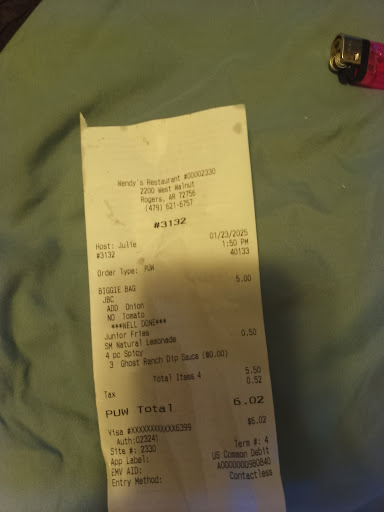 Wendy's Restaurant #00002330
2200 West Walnut
Rogers, AR 72756
(479) 621-5757
#3132
Host: Julie 01/23/2025
#3132 1:50 PM
40133
Order Type: PUW
BIGGIE BAG 5.00
JBC
ADD Onion
NO Tomato
***WELL DONE***
Junior Fries
SM Natural Lemonade 0.50
4 pc Spicy
3 Ghost Ranch Dip Sauce ($0.00)
Total Items 4 5.50
Tax 0.52
PUW Total 6.02
Visa #XXXXXXXXXXXX6399 $6.02
Auth:C2324)
Site #: 2330 Term #: 4
App Label: US Common Debit
EMV AID: A0000000980840
Entry Method: Contactless